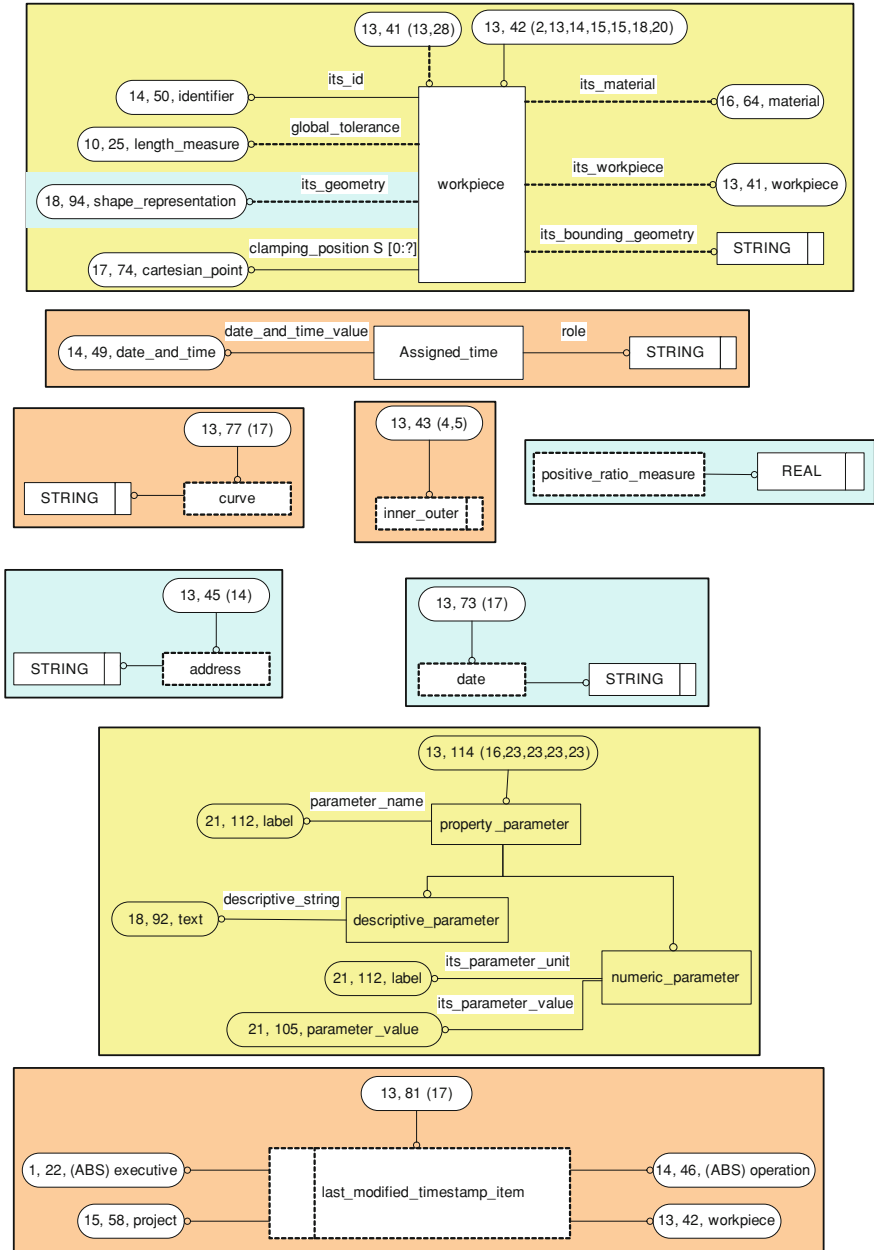 13, 41 (13,28)
13, 42 (2,13,14,15,15,18,20)
its_id
14, 50, identifier
its_material
16, 64, material
global_tolerance
10, 25, length_measure
workpiece
its_workpiece
13, 41, workpiece
its_geometry
18, 94, shape_representation
its_bounding_geometry
STRING
clamping_position S [0:?]
17, 74, cartesian_point
date_and_time_value
role
14, 49, date_and_time
Assigned_time
STRING
13, 77 (17)
STRING
curve
13, 43 (4,5)
inner_outer
positive_ratio_measure
REAL
13, 45 (14)
STRING
address
13, 73 (17)
date
STRING
13, 114 (16,23,23,23,23)
parameter_name
21, 112, label
property_parameter
descriptive_string
18, 92, text
descriptive_parameter
its_parameter_unit
21, 112, label
numeric_parameter
its_parameter_value
21, 105, parameter_value
13, 81 (17)
1, 22, (ABS) executive
14, 46, (ABS) operation
last_modified_timestamp_item
15, 58, project
13, 42, workpiece